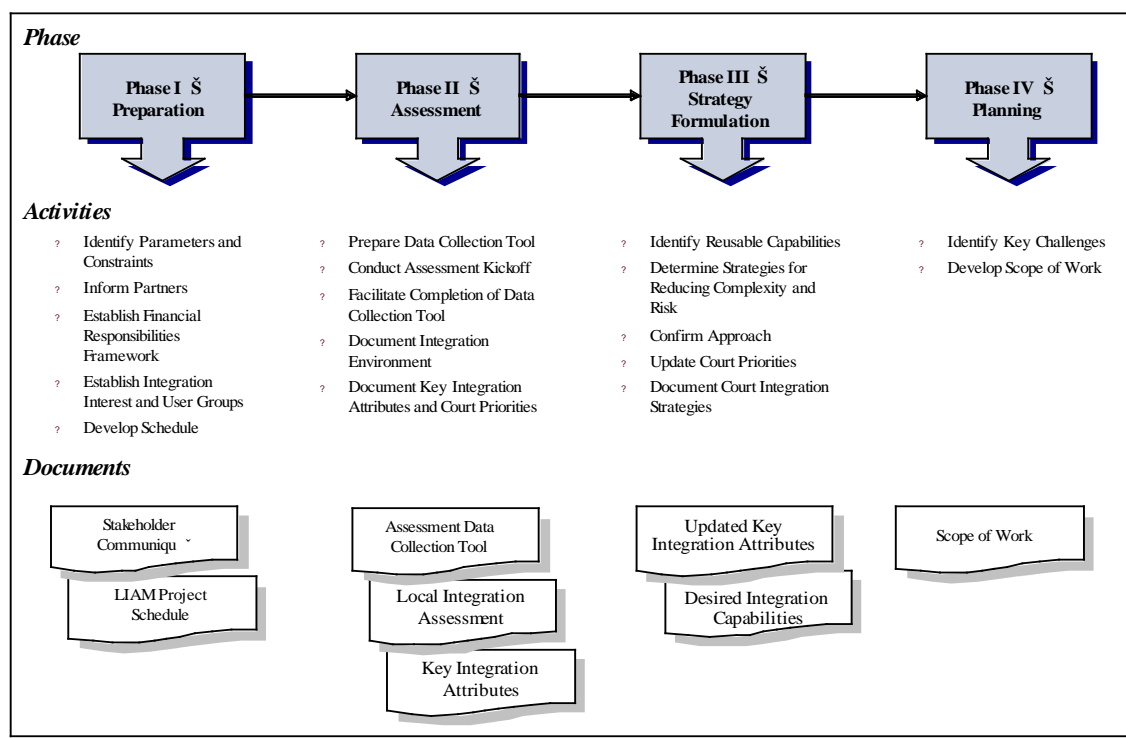 Phase
Phase I Š
Preparation
Phase II Š
Assessment
Phase III Š
Strategy
Formulation
Phase IV Š
Planning
Activities
? Identify Parameters and
Constraints
? Inform Partners
? Establish Financial
Responsibilities
Framework
? Establish Integration
Interest and User Groups
? Develop Schedule
? Prepare Data Collection Tool
? Conduct Assessment Kickoff
? Facilitate Completion of Data
Collection Tool
? Document Integration
Environment
? Document Key Integration
Attributes and Court Priorities
? Identify Reusable Capabilities
? Determine Strategies for
Reducing Complexity and
Risk
? Confirm Approach
? Update Court Priorities
? Document Court Integration
Strategies
? Identify Key Challenges
? Develop Scope of Work
Documents
Stakeholder
Communiqu ˇ
LIAM Project
Schedule
Assessment Data
Collection Tool
Local Integration
Assessment
Key Integration
Attributes
Updated Key
Integration Attributes
Desired Integration
Capabilities
Scope of Work